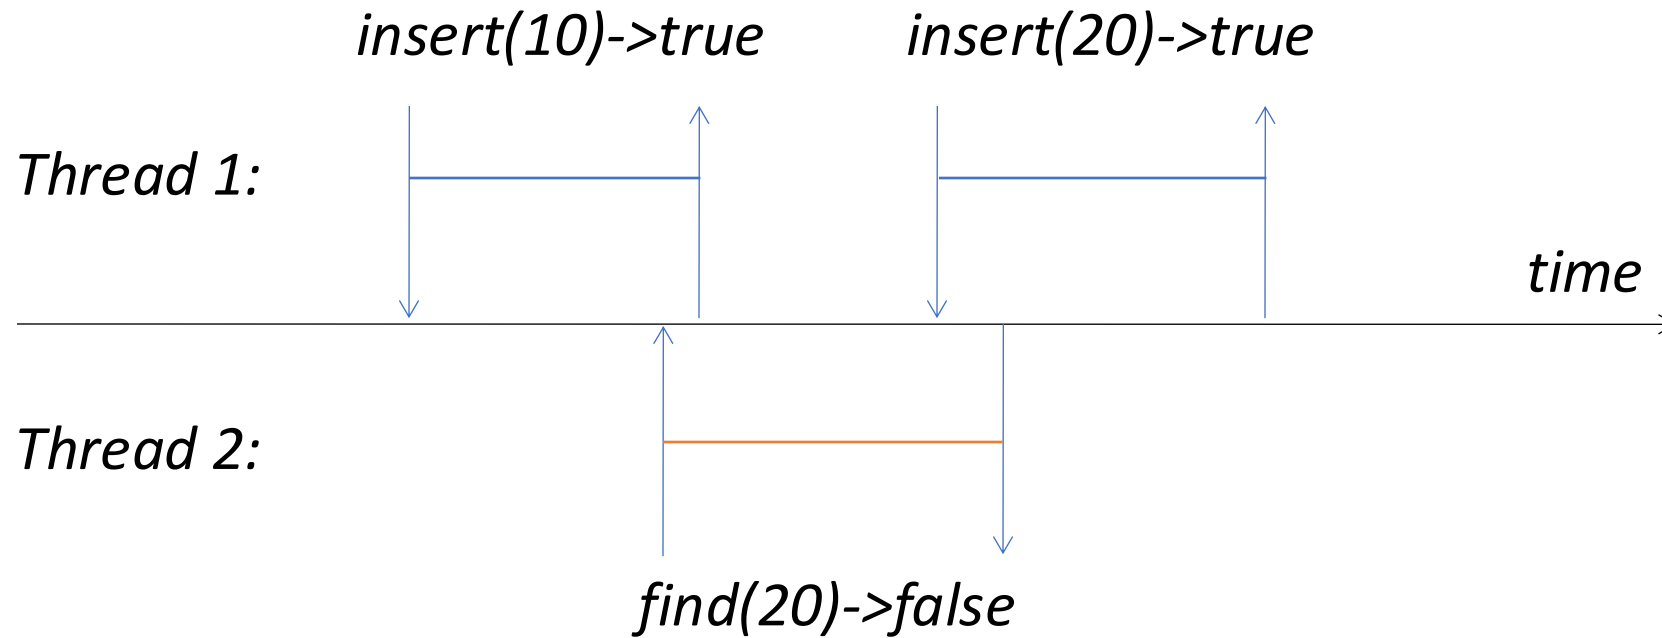 insert(10)->true
insert(20)->true
Thread 1:
time
Thread 2:
find(20)->false